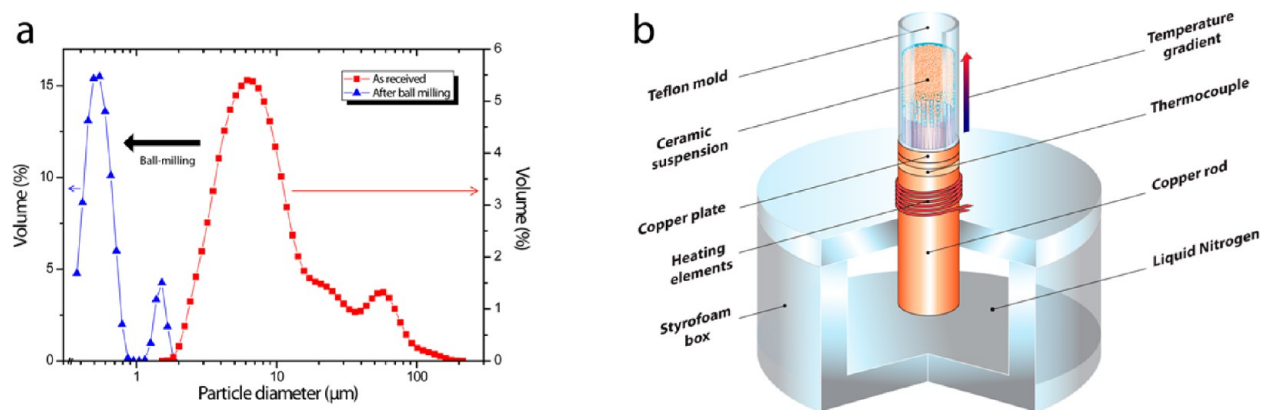 a
As received
After ball milling
Ball-milling
Volume (%)
15
10
5
0
Volume (%)
6
5
4
3
2
1
0
1
10
100
Particle diameter (μm)
b
Teflon mold
Ceramic
suspension
Copper plate
Heating
elements
Styrofoam
box
Temperature
gradient
Thermocouple
Copper rod
Liquid Nitrogen